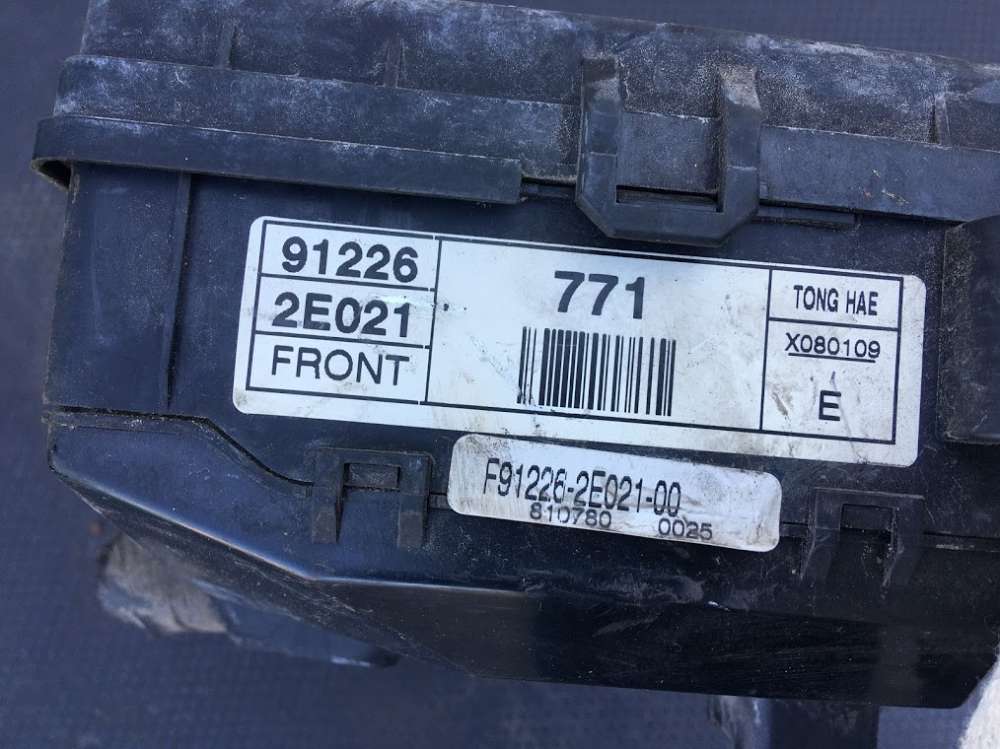 91226
2E021
FRONT
771
TONG HAE
X080109
E
F91226-2E021-00
810780 0025